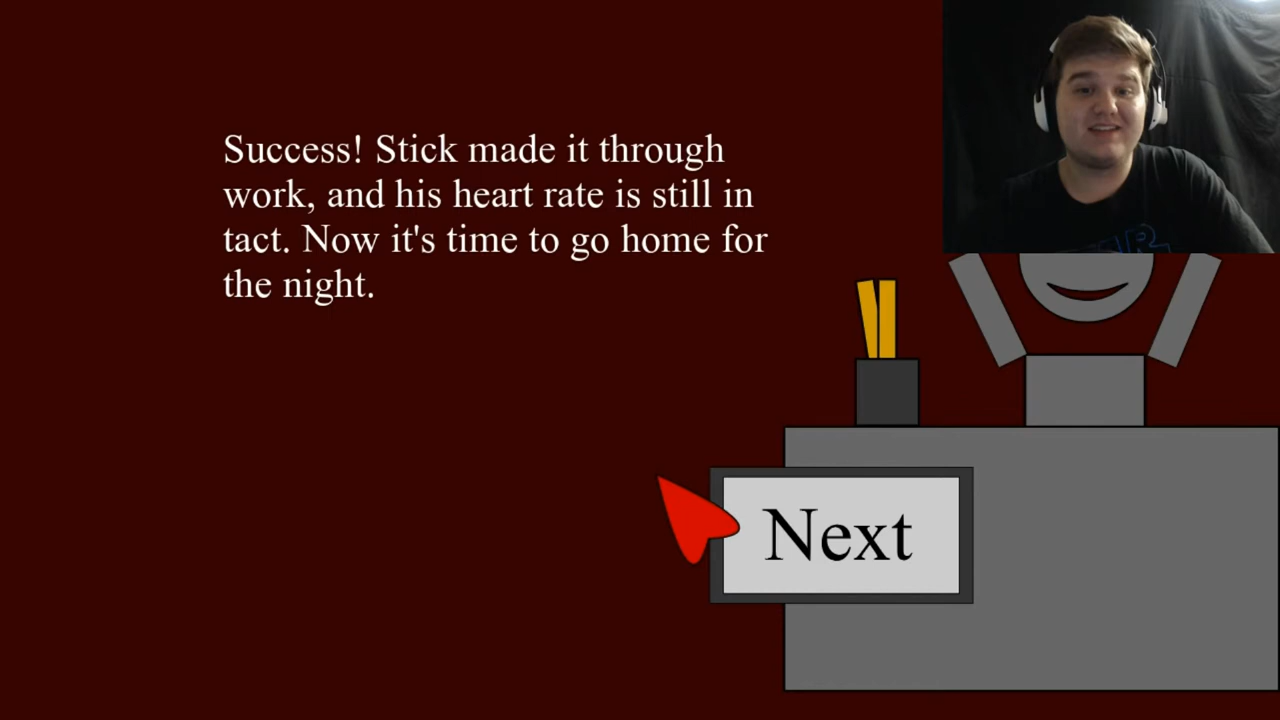 Success! Stick made it through
work, and his heart rate is still in
tact. Now it's time to go home for
the night.
Next